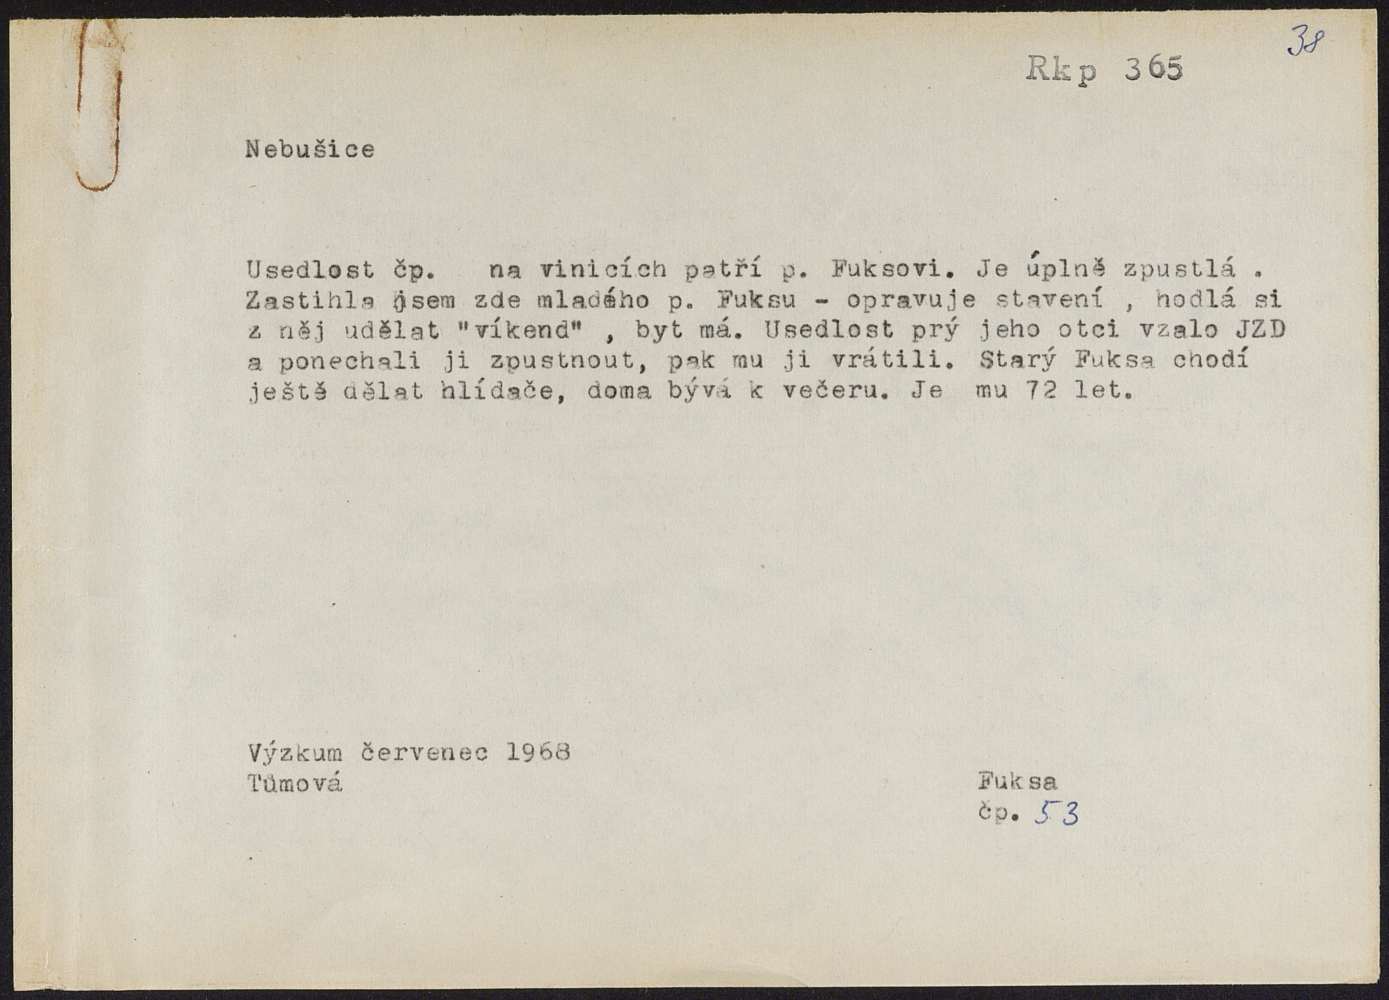 38
Rkp 365
Nebušice
Usedlost čp. na vinicích patří p. Fuksovi. Je úplně zpustlá .
Zastihla jsem zde mladého p. Fuksu - opravuje stavení , hodlá si
z něj udělat "víkend" , byt má. Usedlost prý jeho otci vzalo JZD
a ponechali ji zpustnout, pak mu ji vrátili. Starý Fuksa chodí
ještě dělat hlídače, doma bývá k večeru. Je mu 72 let.
Výzkum červenec 1968
Tůmová
Fuksa
čp. 53